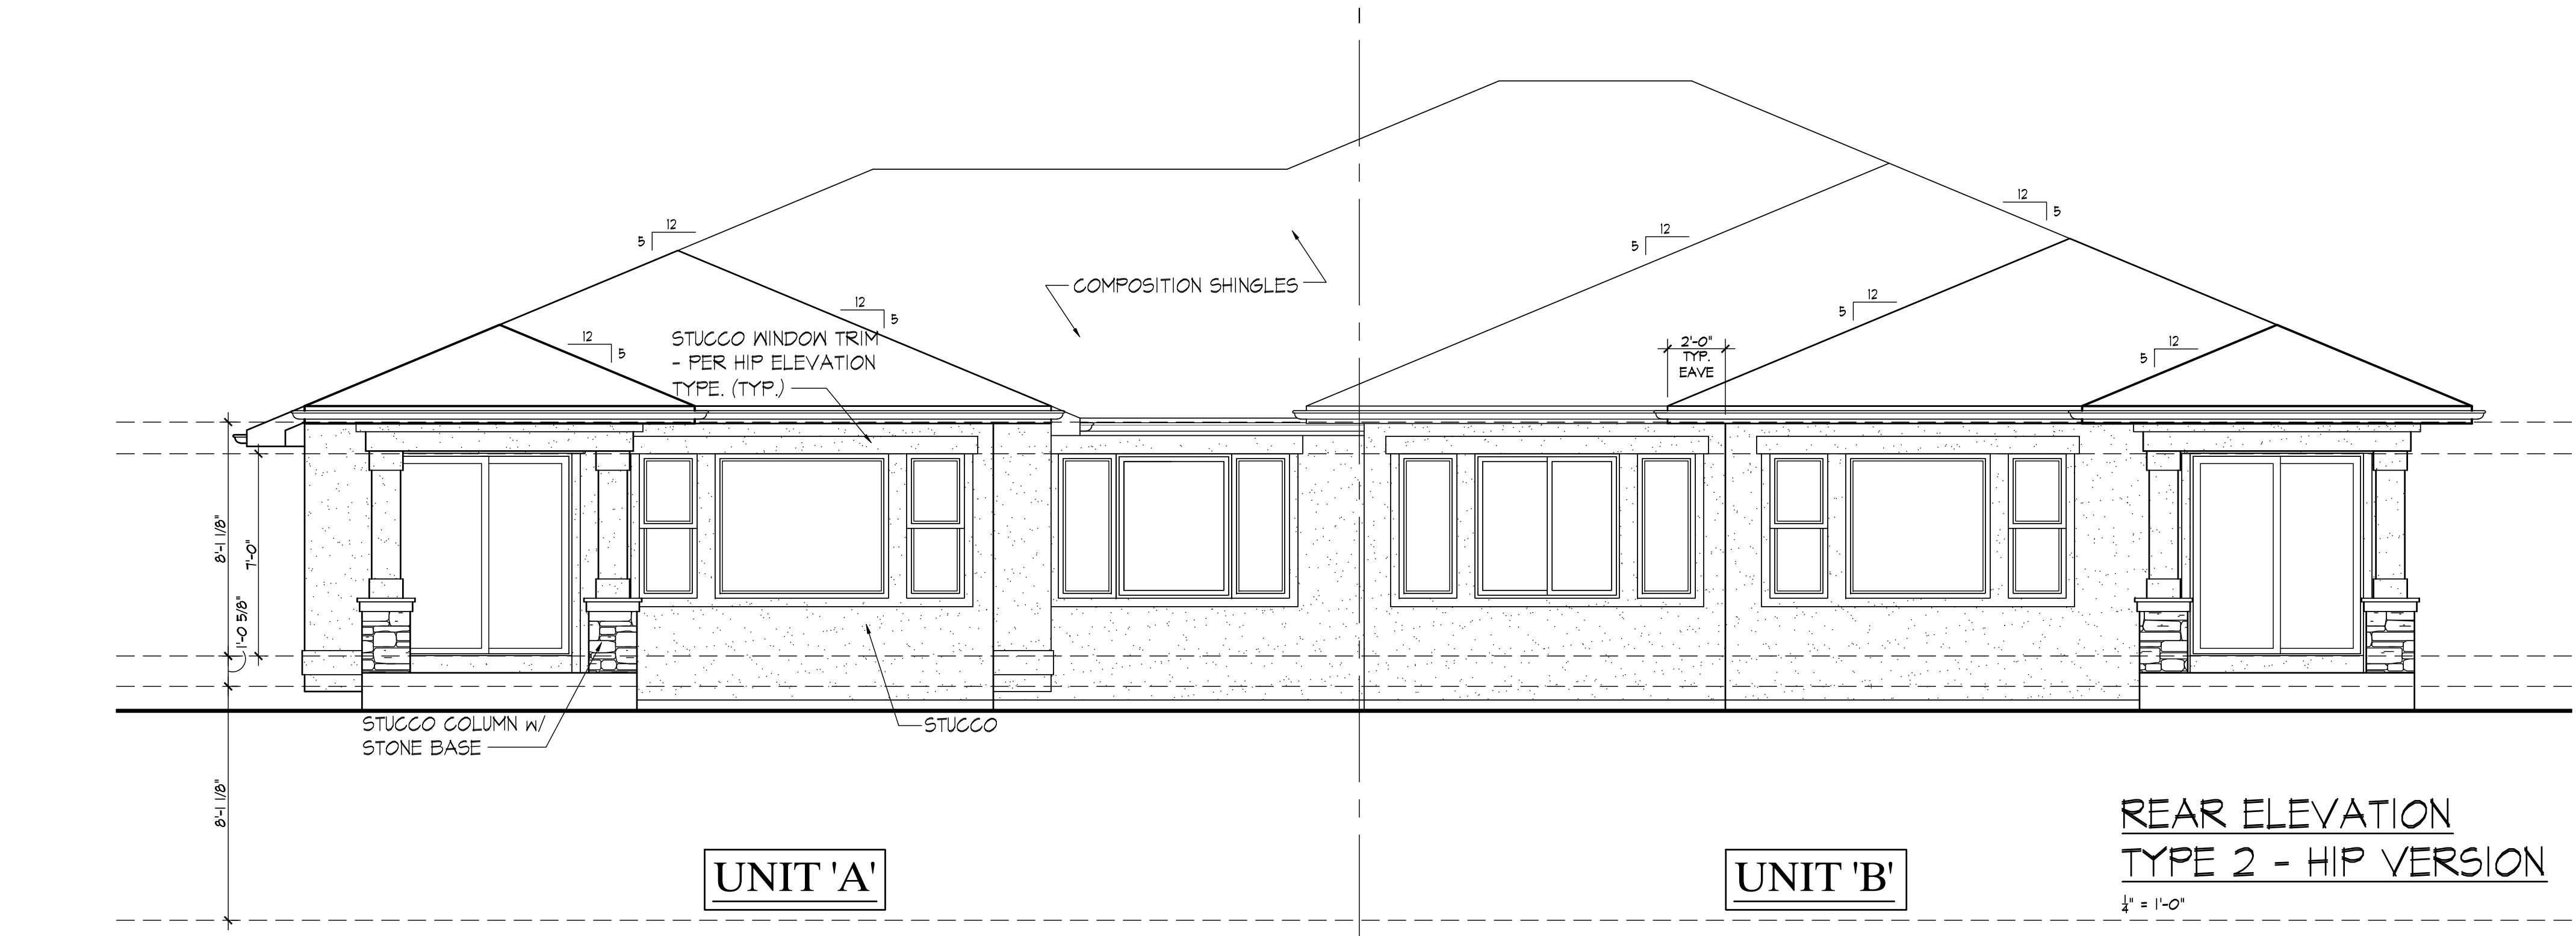 12
5
12
5
12
5
COMPOSITION SHINGLES
12
5
12
5
12
5
12
5
STUCCO WINDOW TRIM
- PER HIP ELEVATION
TYPE. (TYP.)
2'-0"
TYP.
EAVE
8'-1 1/8"
7'-0"
1'-0 5/8"
STUCCO COLUMN W/
STONE BASE
STUCCO
8'-1 1/8"
UNIT 'A'
UNIT 'B'
REAR ELEVATION
TYPE 2 - HIP VERSION
1/4" = 1'-0"